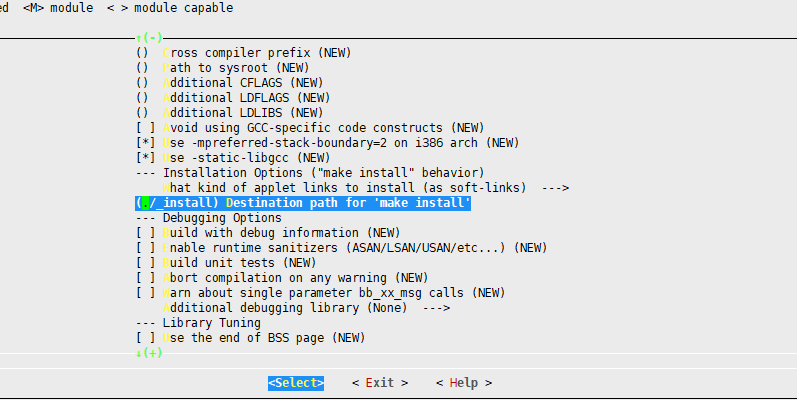 ed <M> module < > module capable
↑(-)
() Cross compiler prefix (NEW)
() Path to sysroot (NEW)
() Additional CFLAGS (NEW)
() Additional LDFLAGS (NEW)
() Additional LDLIBS (NEW)
[ ] Avoid using GCC-specific code constructs (NEW)
[*] Use -mpreferred-stack-boundary=2 on i386 arch (NEW)
[*] Use -static-libgcc (NEW)
--- Installation Options ("make install" behavior)
What kind of applet links to install (as soft-links) --->
(./_install) Destination path for 'make install'
--- Debugging Options
[ ] Build with debug information (NEW)
[ ] Enable runtime sanitizers (ASAN/LSAN/USAN/etc...) (NEW)
[ ] Build unit tests (NEW)
[ ] Abort compilation on any warning (NEW)
[ ] Warn about single parameter bb_xx_msg calls (NEW)
Additional debugging library (None) --->
--- Library Tuning
[ ] Use the end of BSS page (NEW)
↓(+)
<Select> < Exit > < Help >